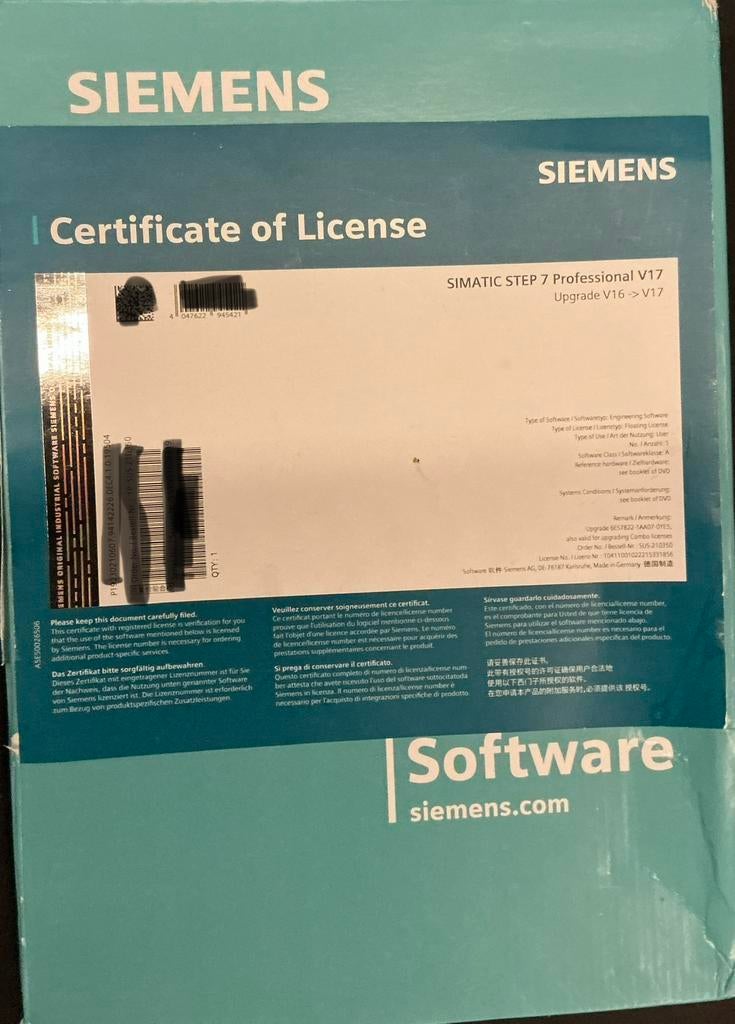 SIEMENS
SIEMENS
Certificate of License
SIMATIC STEP 7 Professional V17
Upgrade V16 -> V17
4 047622 945421
Type of Software / Softwaretyp: Engineering Software
Type of License / Lizenztyp: Floating License
Type of Use / Art der Nutzung: User
No. / Anzahl: 1
Software Class / Softwareklasse: A
Reference hardware / Zielhardware:
see booklet of DVD
Systems Conditions / Systemanforderung:
see booklet of DVD
Remark / Anmerkung:
Upgrade 6ES7822-1AA07-0YE5,
also valid for upgrading Combo licenses
Order No. / Bestell-Nr.: SUS-210350
License No. / Lizenz-Nr.: 10411001022215331856
Software 软件 Siemens AG, DE-76187 Karlsruhe, Made in Germany 德国制造
SIEMENS ORIGINAL INDUSTRIAL SOFTWARE SIEMENS
QTY: 1
A5E50026506
Please keep this document carefully filed.
This certificate with registered license is verification for you
that the use of the software mentioned below is licensed
by Siemens. The license number is necessary for ordering
additional product-specific services.
Das Zertifikat bitte sorgfältig aufbewahren.
Dieses Zertifikat mit eingetragener Lizenznummer ist für Sie
der Nachweis, dass die Nutzung unten genannter Software
von Siemens lizenziert ist. Die Lizenznummer ist erforderlich
zum Bezug von produktspezifischen Zusatzleistungen.
Veuillez conserver soigneusement ce certificat.
Ce certificat portant le numéro de licence/license number
prouve que l'utilisation du logiciel mentionné ci-dessous
fait l'objet d'une licence accordée par Siemens. Le numéro
de licence/license number est nécessaire pour acquérir des
prestations supplémentaires concernant le produit.
Si prega di conservare il certificato.
Questo certificato completo di numero di licenza/license num-
ber attesta che avete ricevuto l'uso del software sottocitato da
Siemens in licenza. Il numero di licenza/license number è
necessario per l'acquisto di integrazioni specifiche di prodotto.
Sírvase guardarlo cuidadosamente.
Este certificado, con el número de licencia/license number,
es el comprobante para Usted de que tiene licencia de
Siemens para utilizar el software mencionado abajo.
El número de licencia/license number es necesario para el
pedido de prestaciones adicionales específicas del producto.
请妥善保存此证书.
此带有授权号的许可证确保用户合法地
使用以下西门子所授权的软件.
在您申请本产品的附加服务时,必须提供该 授权号.
Software
siemens.com